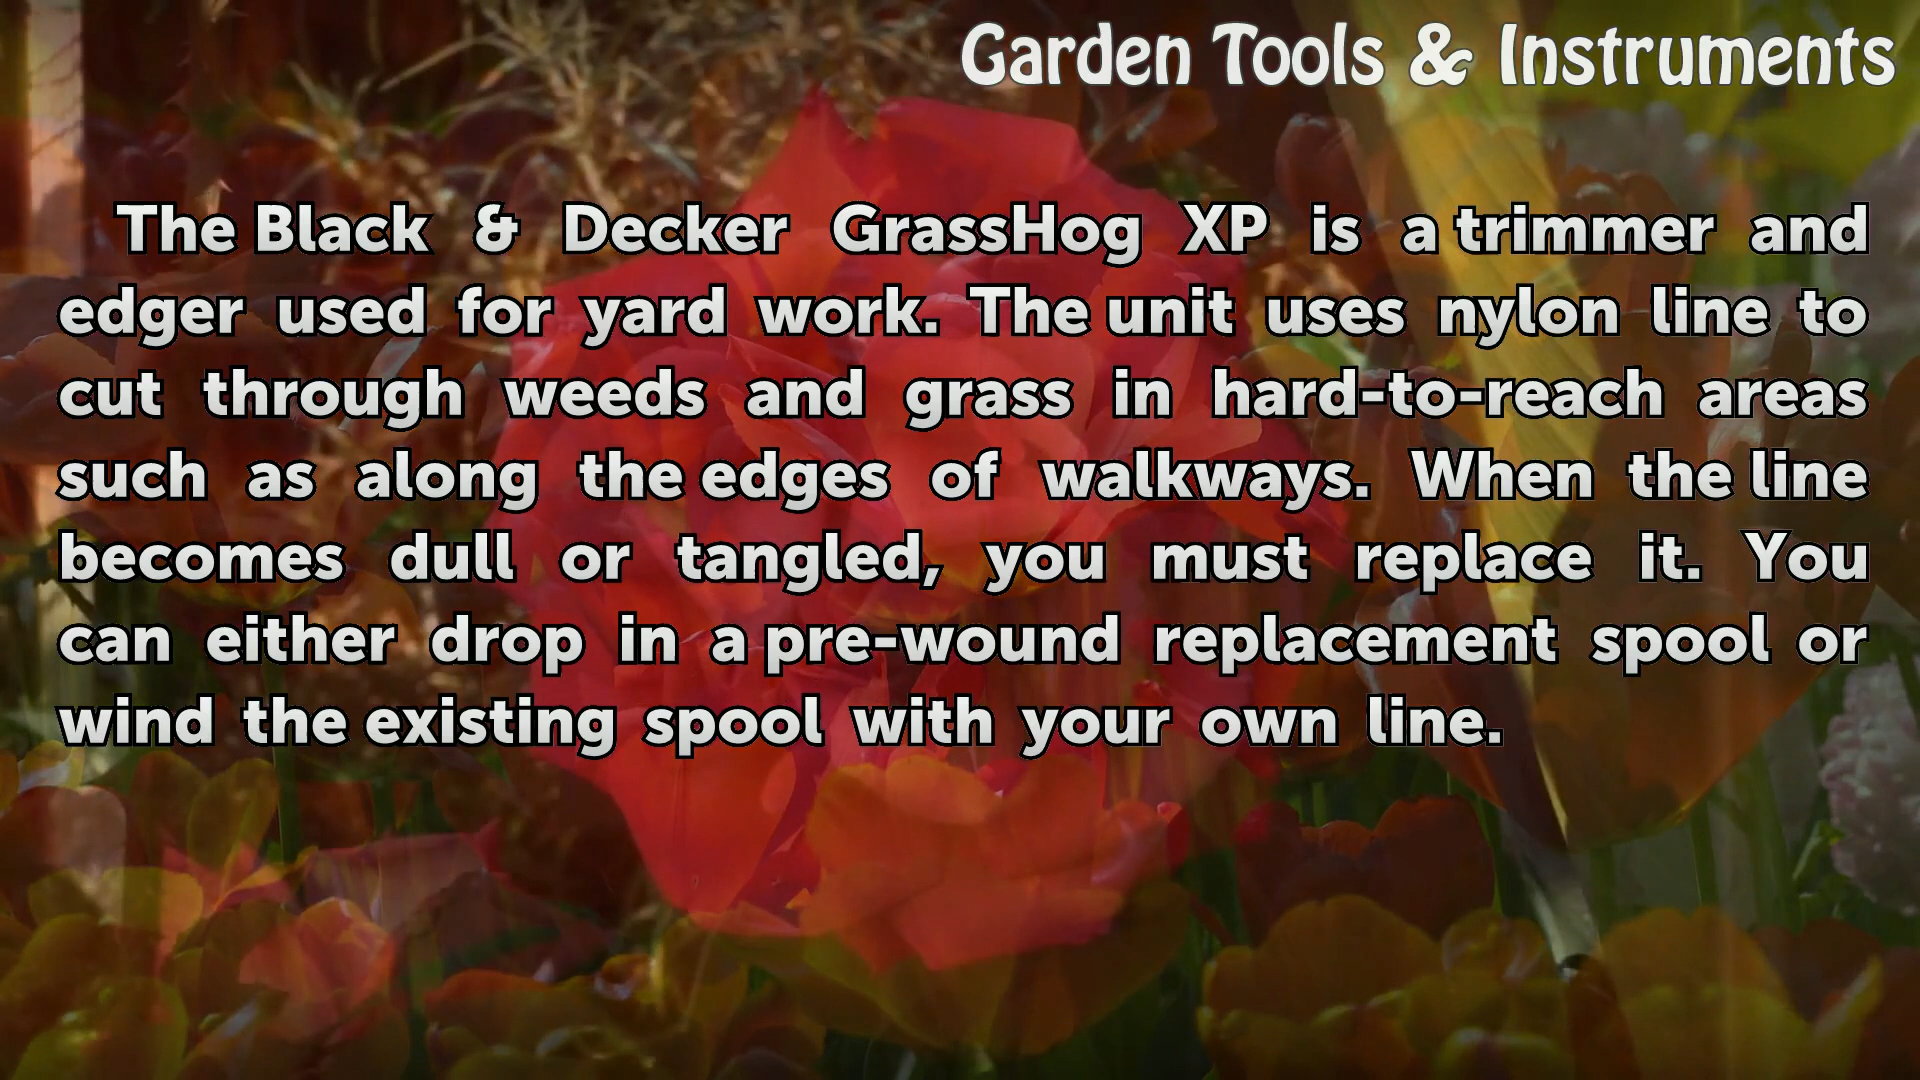 Garden Tools & Instruments
The Black & Decker GrassHog XP is a trimmer and
edger used for yard work. The unit uses nylon line to
cut through weeds and grass in hard-to-reach areas
such as along the edges of walkways. When the line
becomes dull or tangled, you must replace it. You
can either drop in a pre-wound replacement spool or
wind the existing spool with your own line.